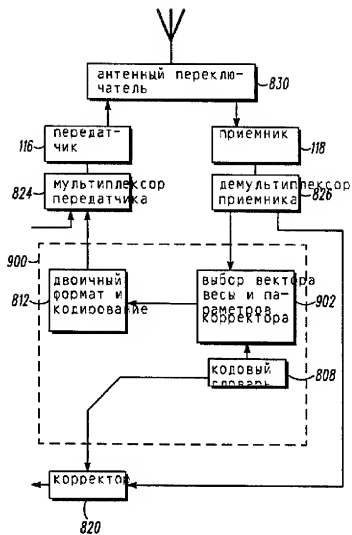 антенный переклю-
чатель
830
передат-
чик
116
приемник
118
824
мультиплексор
передатчика
демультиплексор
приемника
826
900
812
двоичный
формат и
кодирование
выбор вектора
весы и па-
раметров
корректора
902
кодовый
словарь
808
корректор
820